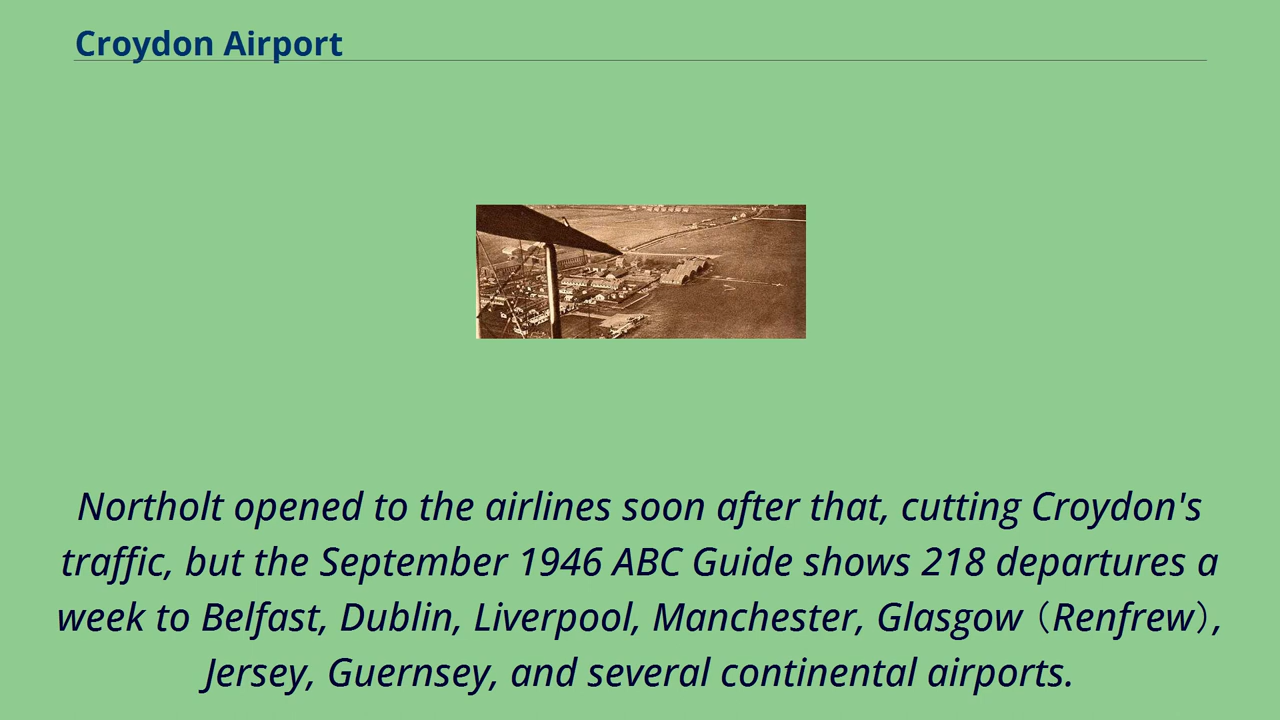 Croydon Airport
Northolt opened to the airlines soon after that, cutting Croydon's
traffic, but the September 1946 ABC Guide shows 218 departures a
week to Belfast, Dublin, Liverpool, Manchester, Glasgow（Renfrew）,
Jersey, Guernsey, and several continental airports.